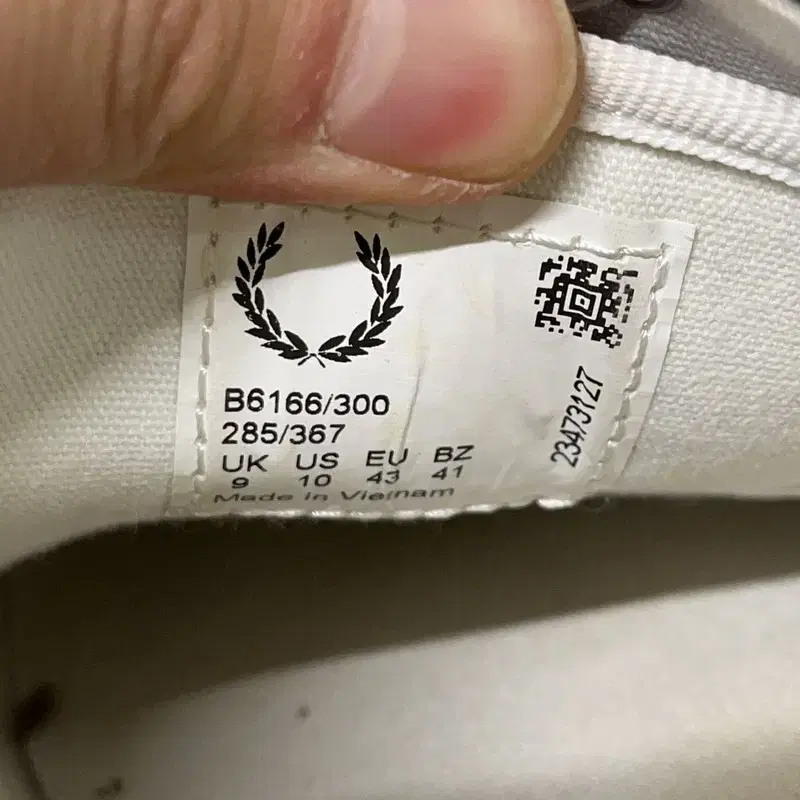 B6166/300
285/367
UK US EU BZ
9 10 43 41
Made in Vietnam
23473127